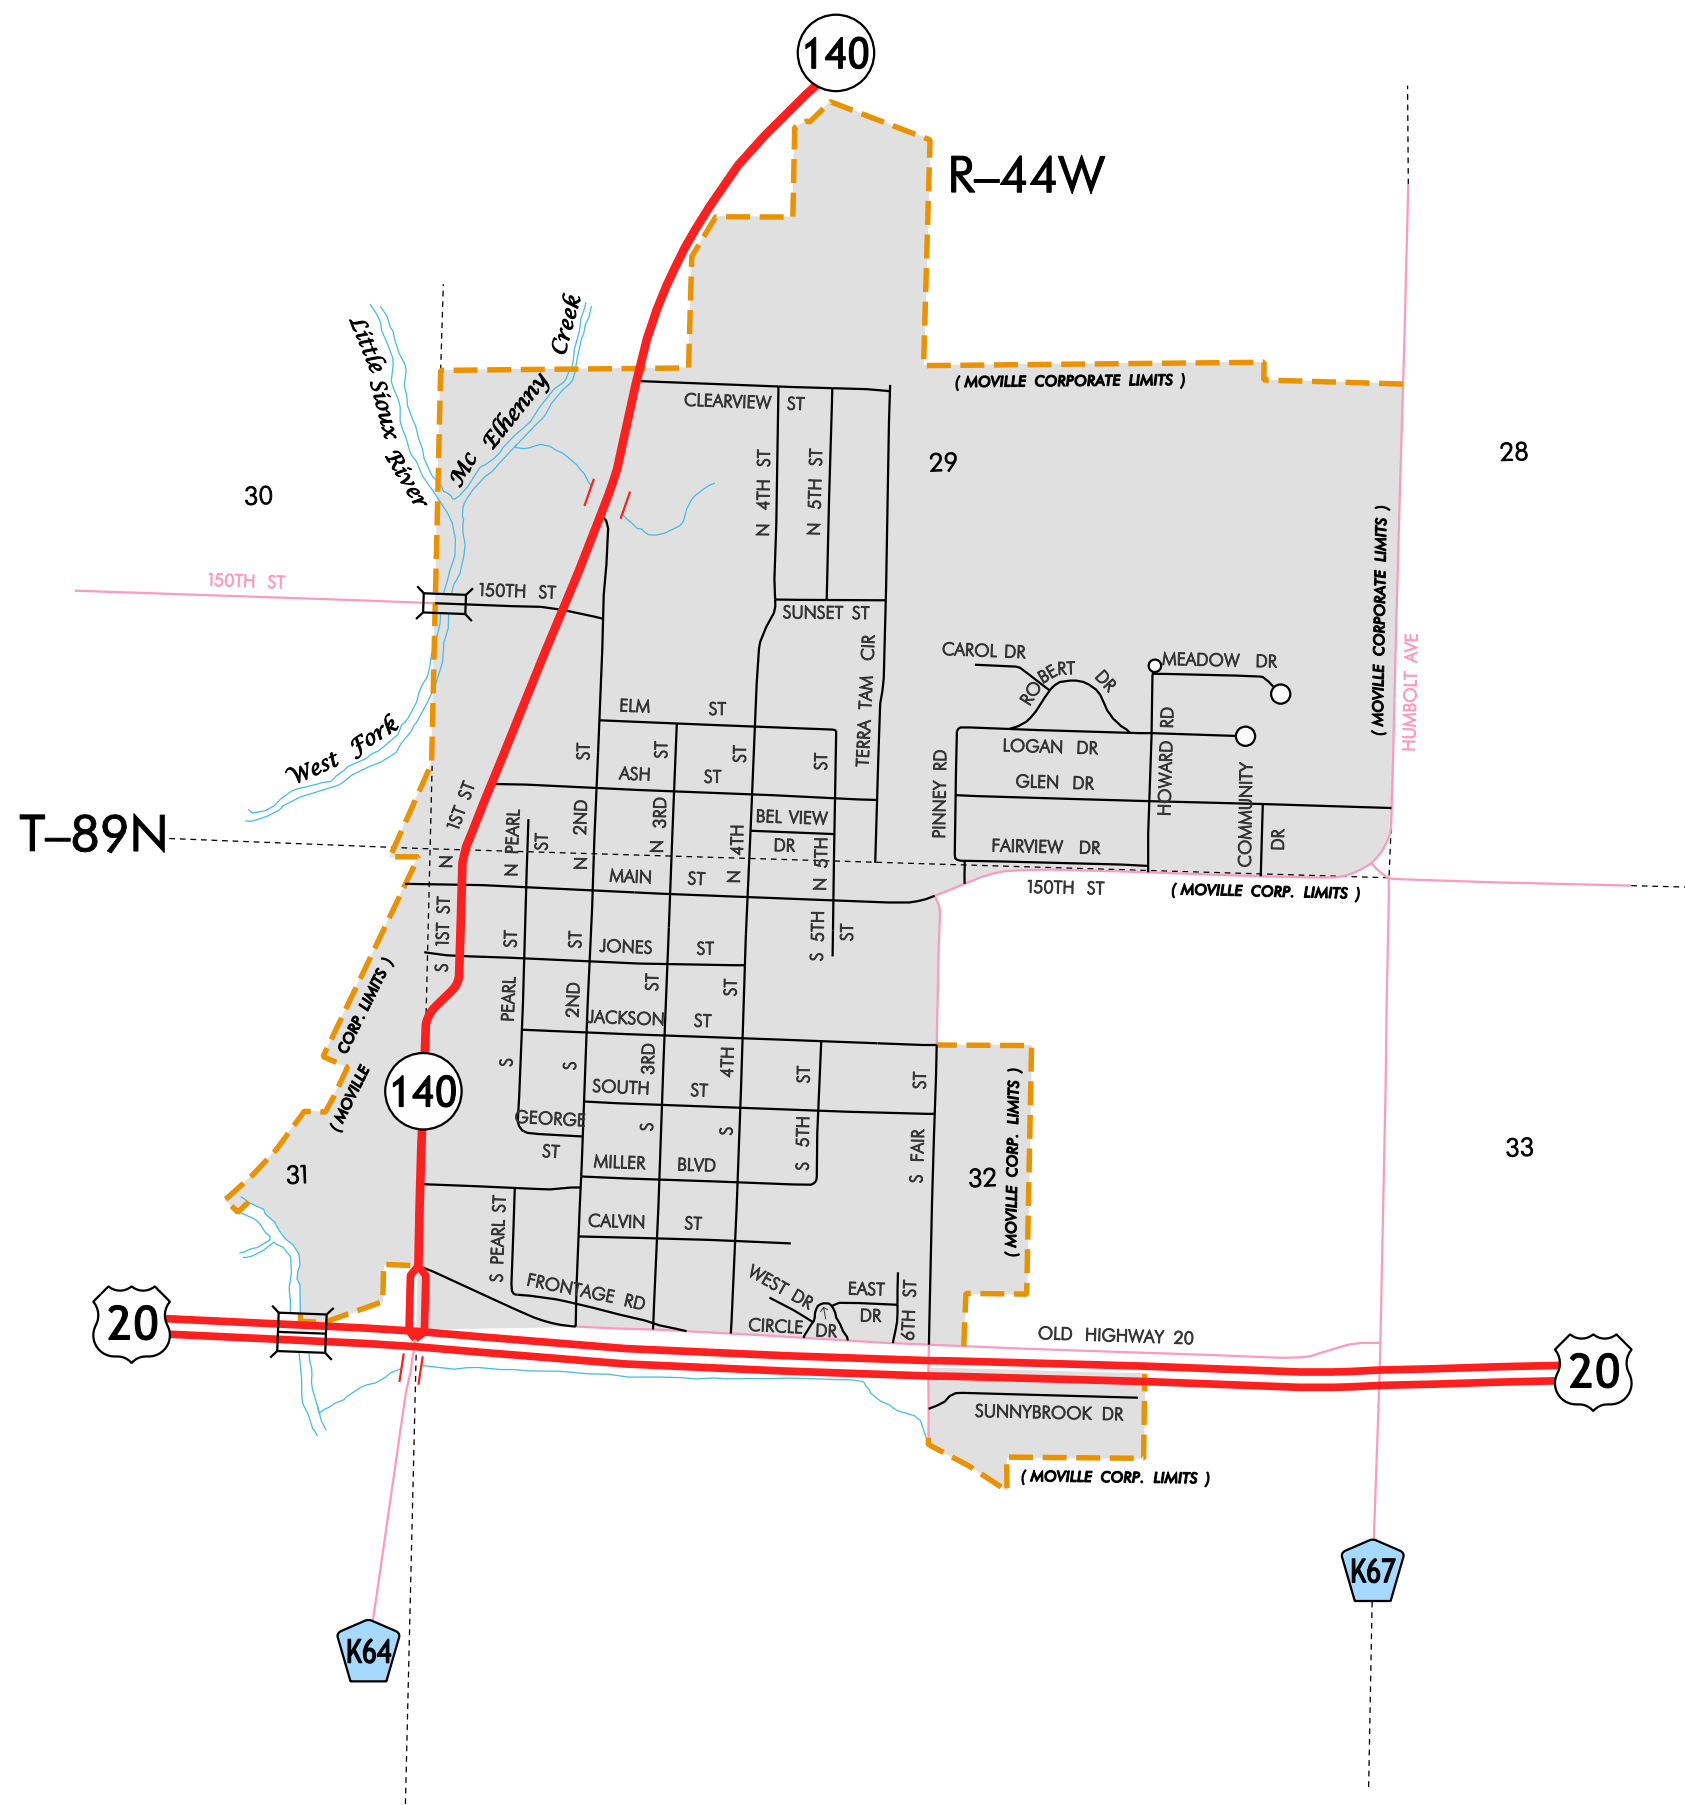 140
R–44W
Little Sioux River
Mc Elhenny Creek
( MOVILLE CORPORATE LIMITS )
CLEARVIEW ST
N 4TH ST
N 5TH ST
29
28
30
( MOVILLE CORPORATE LIMITS )
150TH ST
150TH ST
SUNSET ST
TERRA TAM CIR
CAROL DR
ROBERT DR
MEADOW DR
HUMBOLT AVE
ELM ST
West Fork
LOGAN DR
HOWARD RD
PINNEY RD
GLEN DR
COMMUNITY DR
ASH ST
N 1ST ST
N PEARL ST
N 2ND ST
N 3RD ST
N 4TH ST
N 5TH ST
BEL VIEW DR
T–89N
FAIRVIEW DR
MAIN ST
150TH ST
( MOVILLE CORP. LIMITS )
S 1ST ST
S PEARL ST
S 2ND ST
JONES ST
S 5TH ST
S 3RD ST
S 4TH ST
JACKSON ST
( MOVILLE CORP. LIMITS )
140
SOUTH ST
S 5TH ST
S FAIR ST
( MOVILLE CORP. LIMITS )
GEORGE ST
MILLER BLVD
31
32
33
S PEARL ST
CALVIN ST
FRONTAGE RD
WEST DR
EAST DR
6TH ST
CIRCLE DR
20
OLD HIGHWAY 20
20
SUNNYBROOK DR
( MOVILLE CORP. LIMITS )
K67
K64